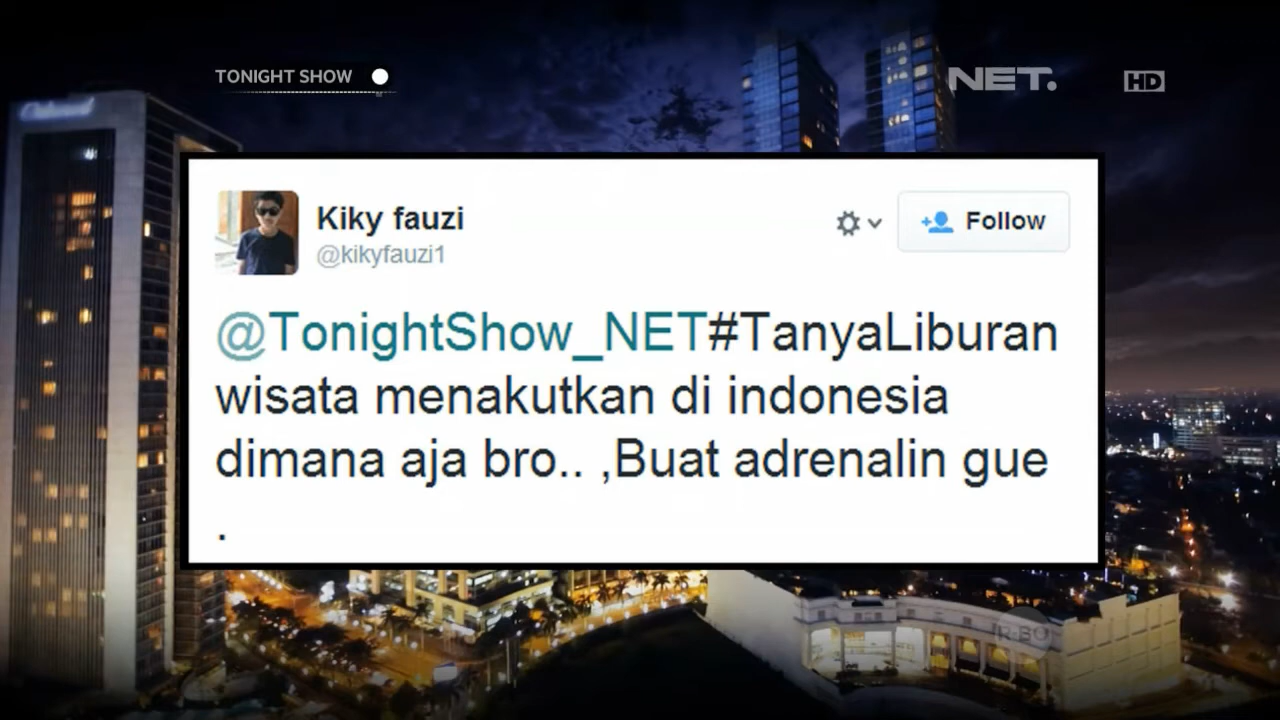 TONIGHT SHOW
NET.
HD
Kiky fauzi
@kikyfauzi1
Follow
@TonightShow_NET#TanyaLiburan
wisata menakutkan di indonesia
dimana aja bro.. ,Buat adrenalin gue
.